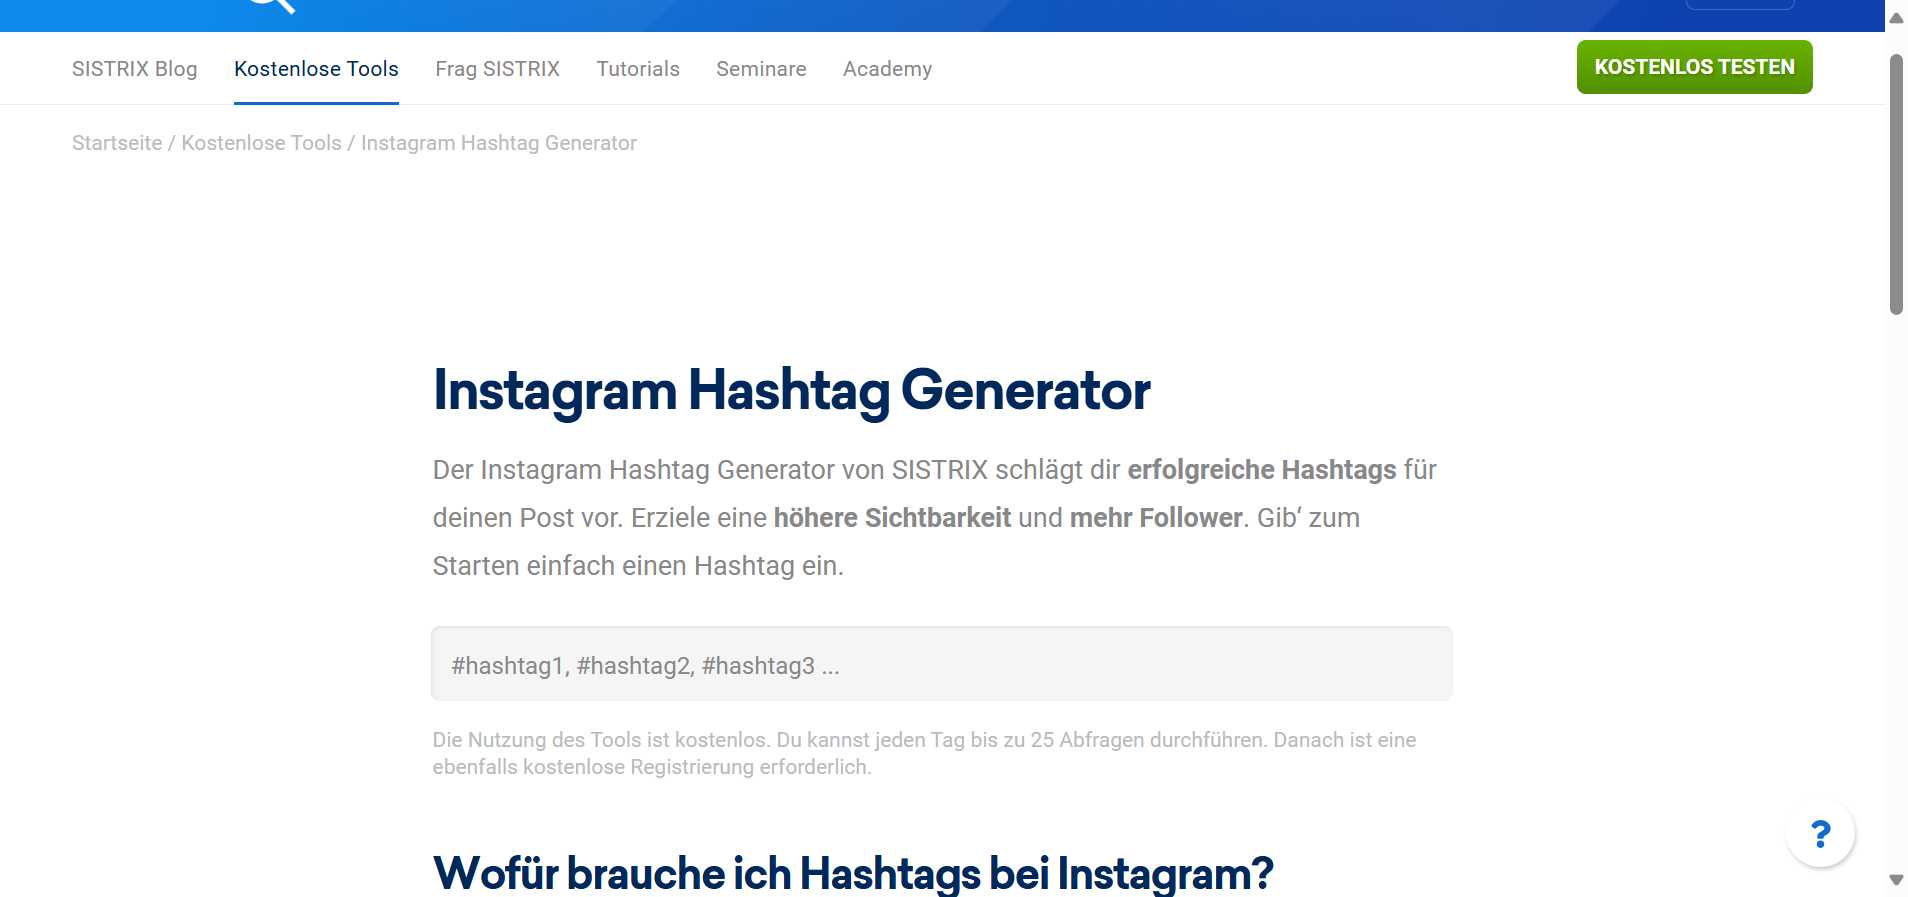 SISTRIX Blog Kostenlose Tools Frag SISTRIX Tutorials Seminare Academy KOSTENLOS TESTEN
Startseite / Kostenlose Tools / Instagram Hashtag Generator
Instagram Hashtag Generator
Der Instagram Hashtag Generator von SISTRIX schlägt dir erfolgreiche Hashtags für
deinen Post vor. Erziele eine höhere Sichtbarkeit und mehr Follower. Gib‘ zum
Starten einfach einen Hashtag ein.
#hashtag1, #hashtag2, #hashtag3 ...
Die Nutzung des Tools ist kostenlos. Du kannst jeden Tag bis zu 25 Abfragen durchführen. Danach ist eine
ebenfalls kostenlose Registrierung erforderlich.
?
Wofür brauche ich Hashtags bei Instagram?